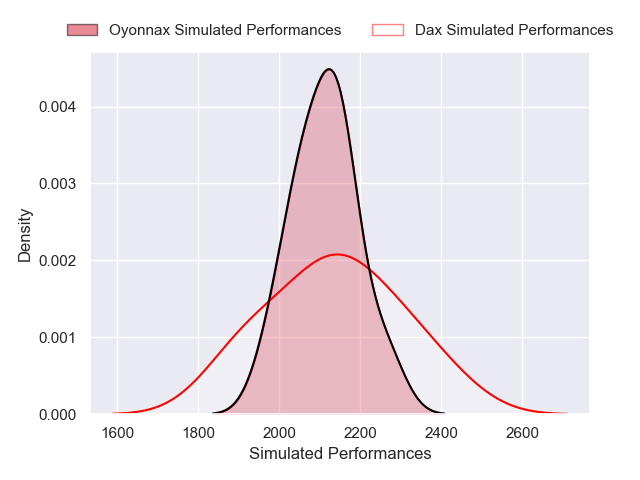 Oyonnax Simulated Performances
Dax Simulated Performances
0.004
0.003
0.002
0.001
0.000
Density
1600
1800
2000
2200
2400
2600
Simulated Performances